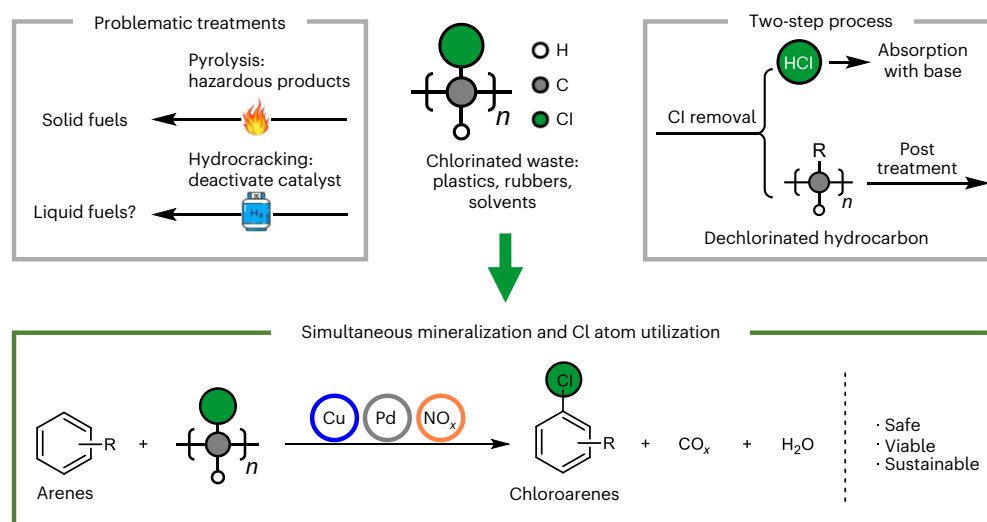 Problematic treatments
Pyrolysis:
hazardous products
Solid fuels
Hydrocracking:
deactivate catalyst
Liquid fuels?
H₂
n
H
C
Cl
Chlorinated waste:
plastics, rubbers,
solvents
Two-step process
HCl
Absorption
with base
Cl removal
R
n
Post
treatment
Dechlorinated hydrocarbon
Simultaneous mineralization and Cl atom utilization
R
Arenes
+
n
Cu
Pd
NOx
Cl
R
Chloroarenes
+
COx
+
H₂O
· Safe
· Viable
· Sustainable